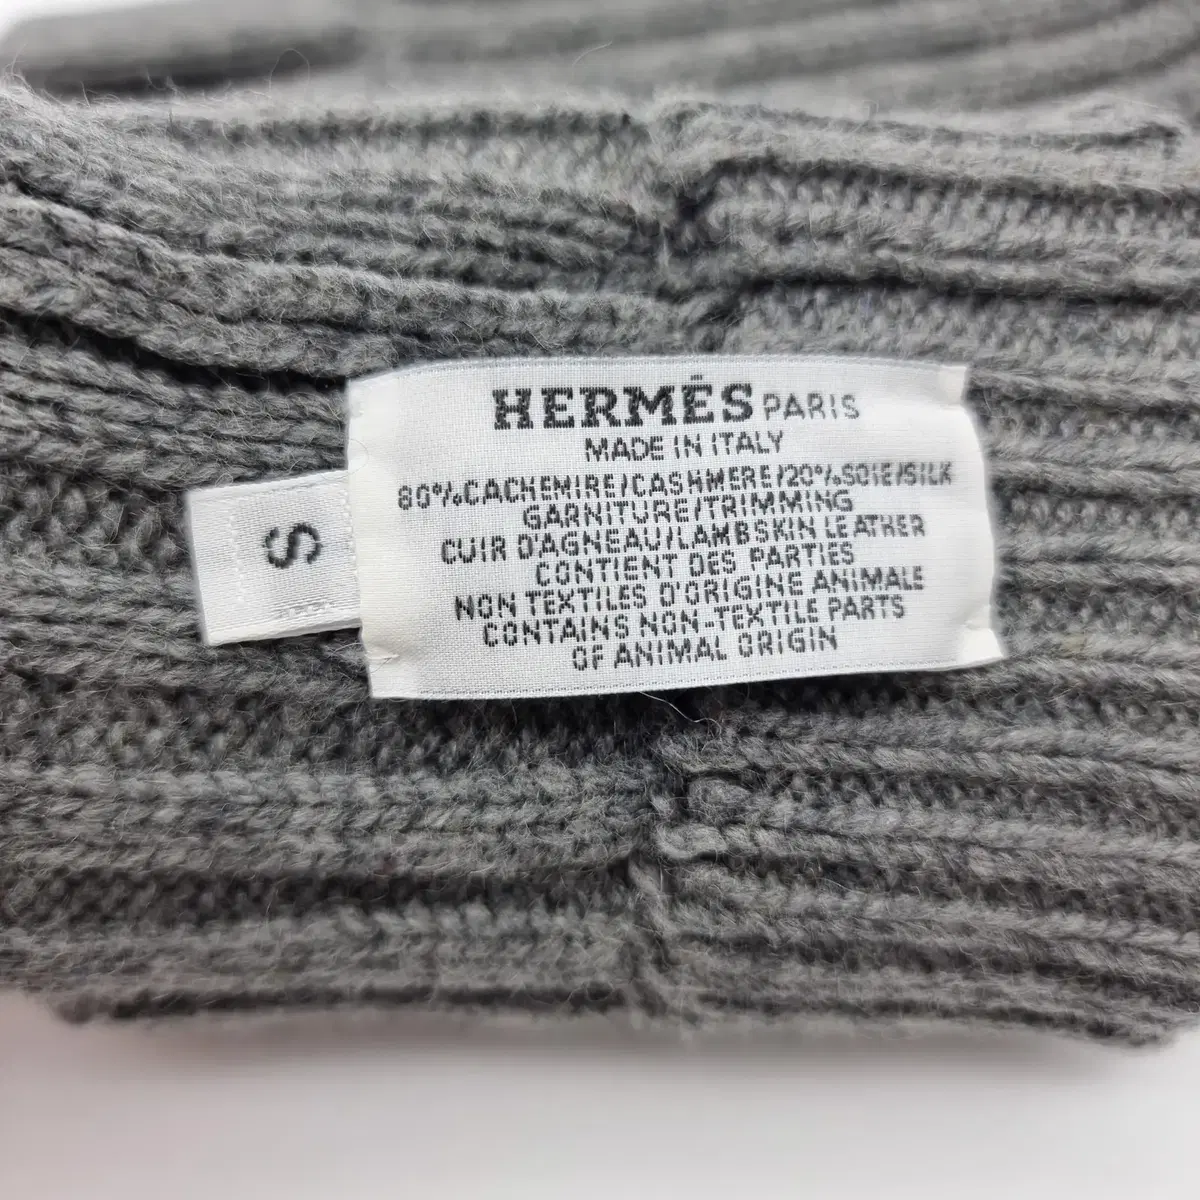 HERMÈS PARIS
MADE IN ITALY
80%CACHEMIRE/CASHMERE/20%SOIE/SILK
GARNITURE/TRIMMING
CUIR D'AGNEAU/LAMBSKIN LEATHER
CONTIENT DES PARTIES
NON TEXTILES D'ORIGINE ANIMALE
CONTAINS NON-TEXTILE PARTS
OF ANIMAL ORIGIN
S